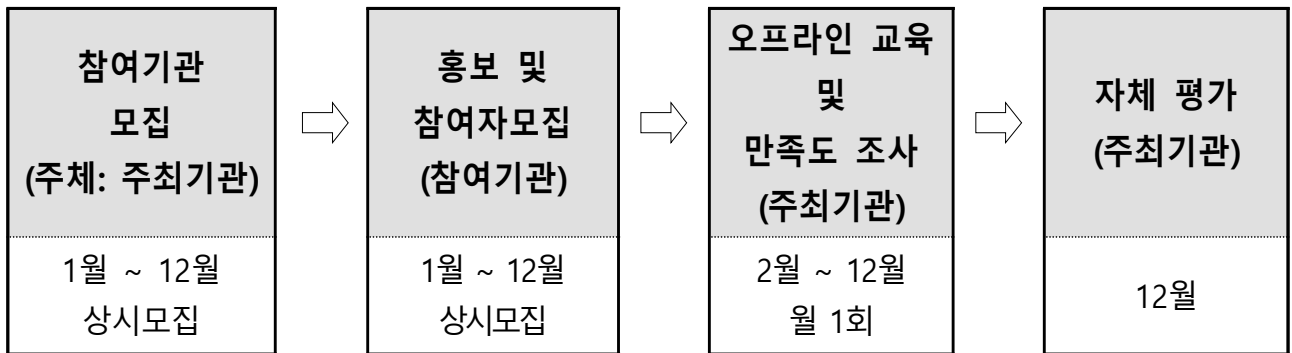 참여기관
모집
(주체: 주최기관)
1월 ~ 12월
상시모집
홍보 및
참여자모집
(참여기관)
1월 ~ 12월
상시모집
오프라인 교육
및
만족도 조사
(주최기관)
2월 ~ 12월
월 1회
자체 평가
(주최기관)
12월